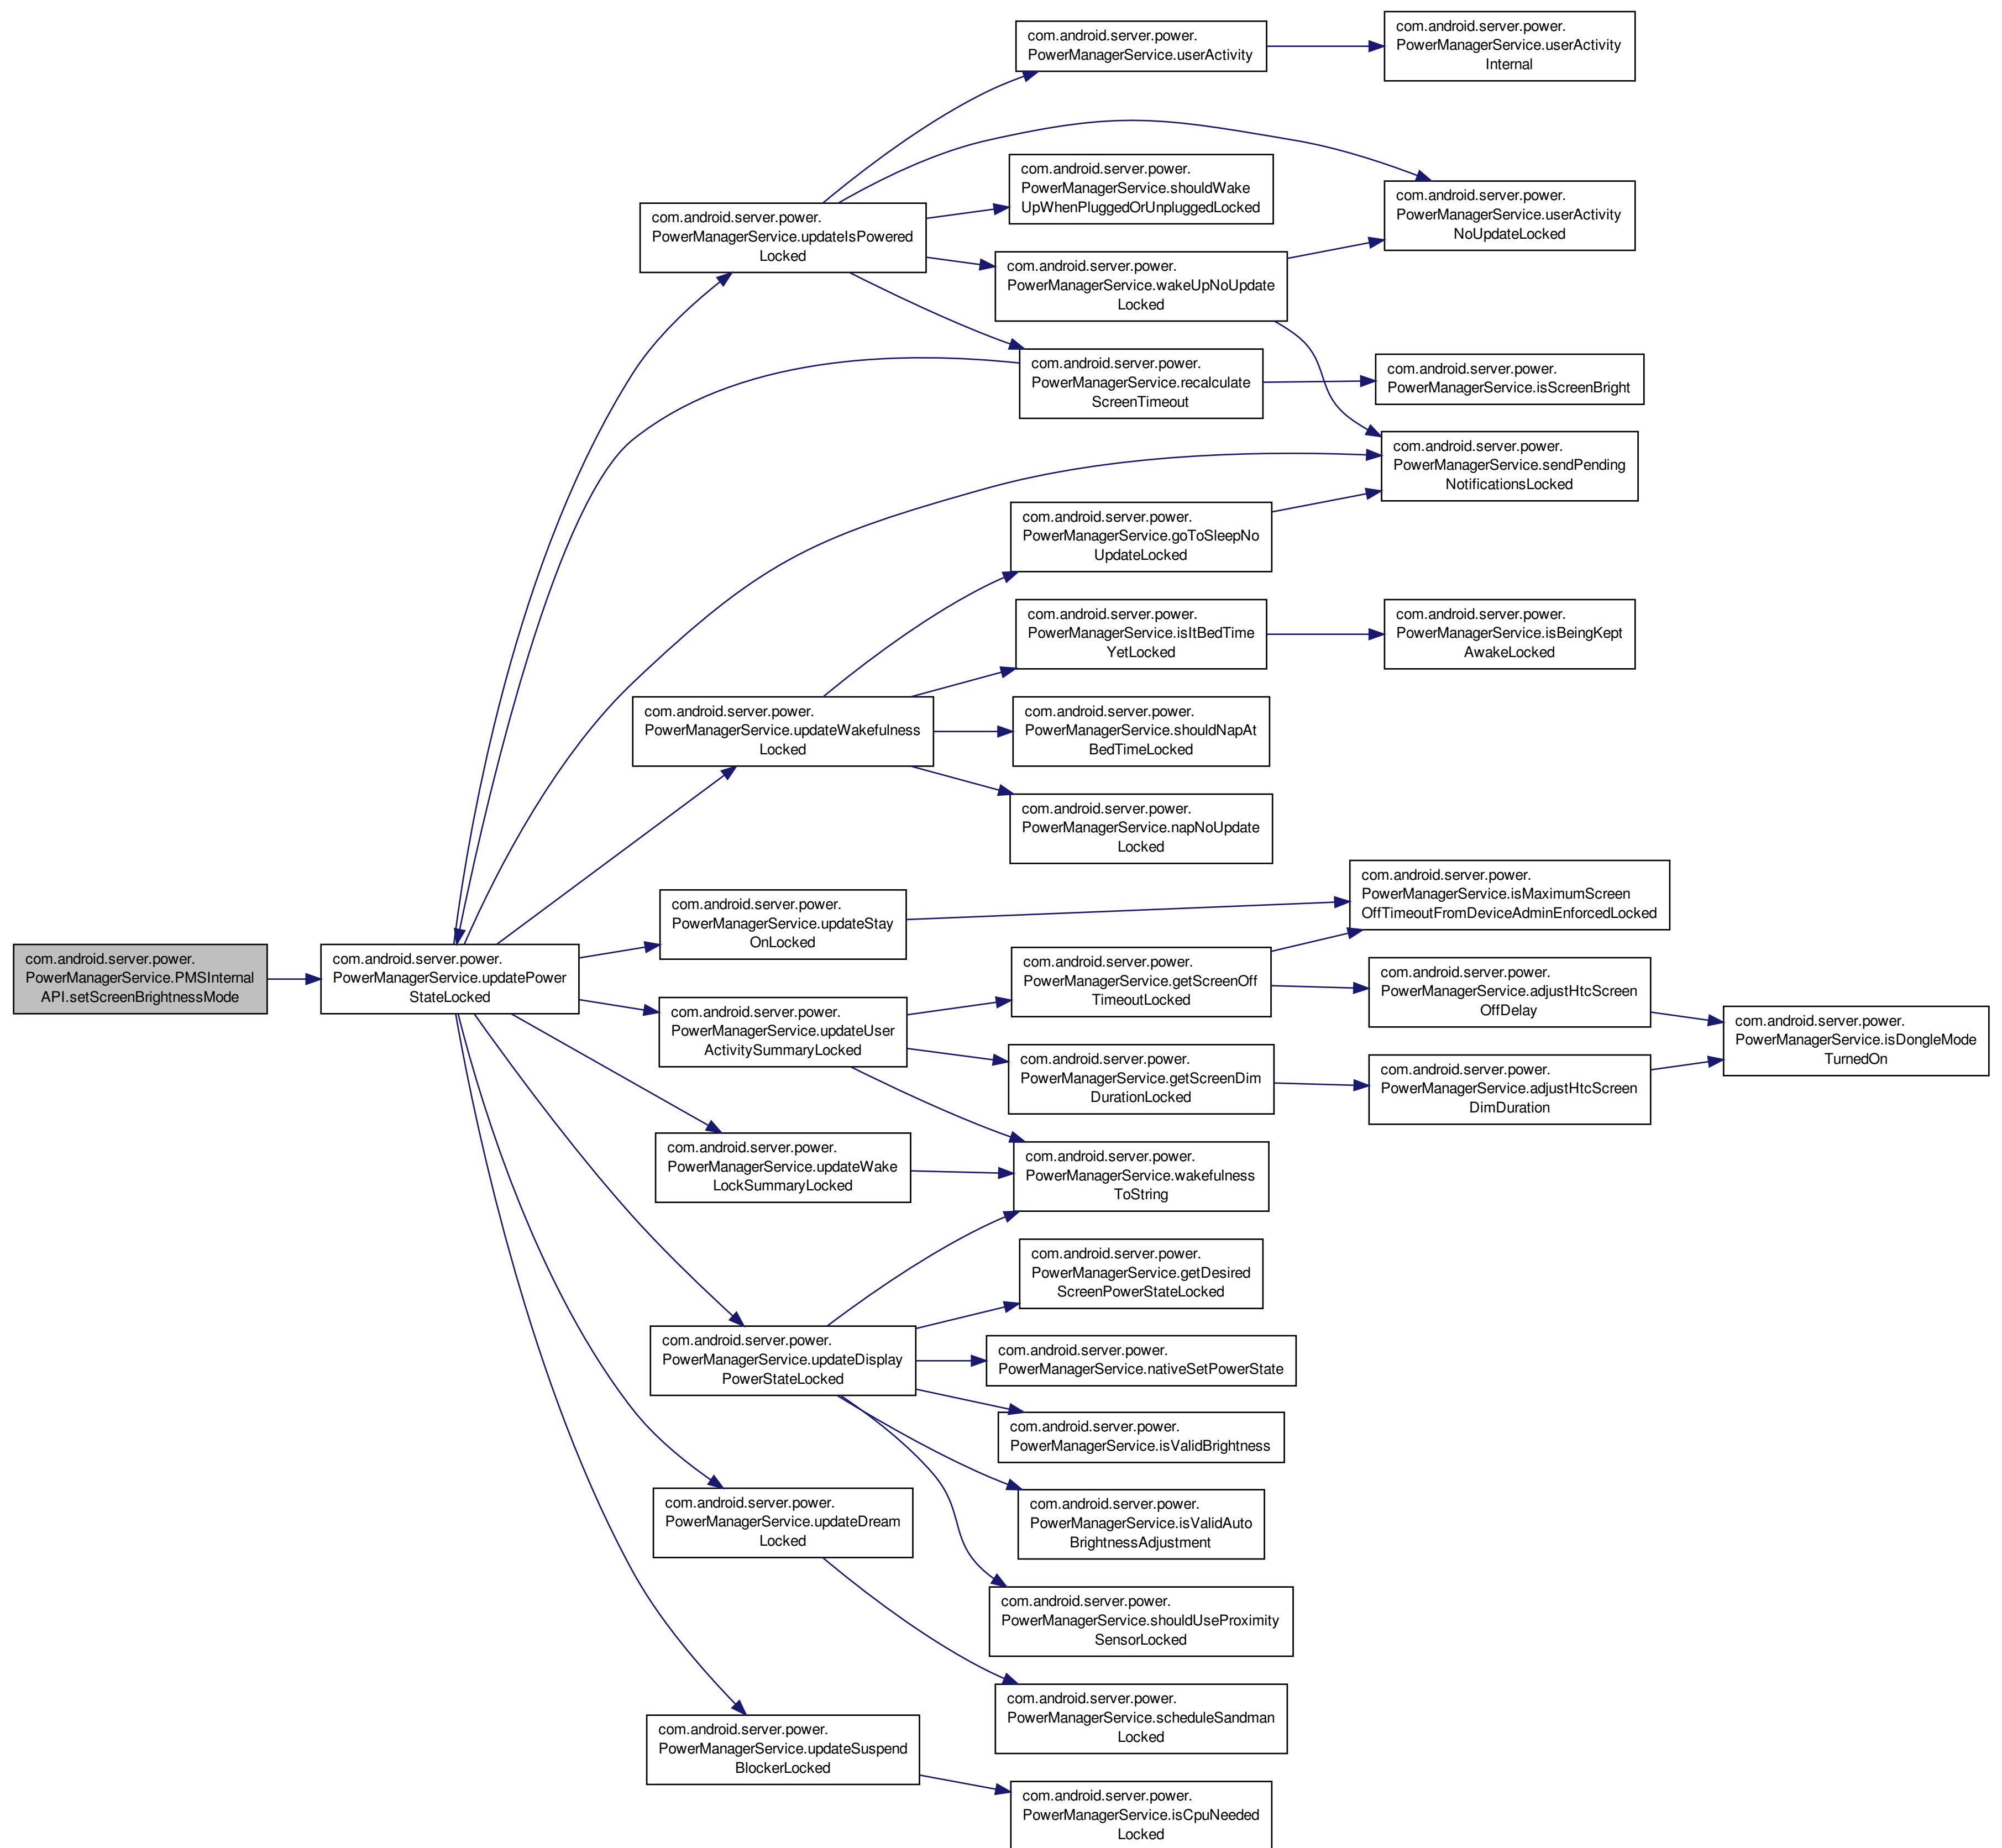 com.android.server.power.
PowerManagerService.userActivity
com.android.server.power.
PowerManagerService.userActivity
Internal
com.android.server.power.
PowerManagerService.shouldWake
UpWhenPluggedOrUnpluggedLocked
com.android.server.power.
PowerManagerService.userActivity
NoUpdateLocked
com.android.server.power.
PowerManagerService.updateIsPowered
Locked
com.android.server.power.
PowerManagerService.wakeUpNoUpdate
Locked
com.android.server.power.
PowerManagerService.recalculate
ScreenTimeout
com.android.server.power.
PowerManagerService.isScreenBright
com.android.server.power.
PowerManagerService.sendPending
NotificationsLocked
com.android.server.power.
PowerManagerService.goToSleepNo
UpdateLocked
com.android.server.power.
PowerManagerService.isItBedTime
YetLocked
com.android.server.power.
PowerManagerService.isBeingKept
AwakeLocked
com.android.server.power.
PowerManagerService.updateWakefulness
Locked
com.android.server.power.
PowerManagerService.shouldNapAt
BedTimeLocked
com.android.server.power.
PowerManagerService.napNoUpdate
Locked
com.android.server.power.
PowerManagerService.isMaximumScreen
OffTimeoutFromDeviceAdminEnforcedLocked
com.android.server.power.
PowerManagerService.updateStay
OnLocked
com.android.server.power.
PowerManagerService.PMSInternal
API.setScreenBrightnessMode
com.android.server.power.
PowerManagerService.updatePower
StateLocked
com.android.server.power.
PowerManagerService.getScreenOff
TimeoutLocked
com.android.server.power.
PowerManagerService.adjustHtcScreen
OffDelay
com.android.server.power.
PowerManagerService.updateUser
ActivitySummaryLocked
com.android.server.power.
PowerManagerService.isDongleMode
TurnedOn
com.android.server.power.
PowerManagerService.getScreenDim
DurationLocked
com.android.server.power.
PowerManagerService.adjustHtcScreen
DimDuration
com.android.server.power.
PowerManagerService.updateWake
LockSummaryLocked
com.android.server.power.
PowerManagerService.wakefulness
ToString
com.android.server.power.
PowerManagerService.getDesired
ScreenPowerStateLocked
com.android.server.power.
PowerManagerService.updateDisplay
PowerStateLocked
com.android.server.power.
PowerManagerService.nativeSetPowerState
com.android.server.power.
PowerManagerService.isValidBrightness
com.android.server.power.
PowerManagerService.updateDream
Locked
com.android.server.power.
PowerManagerService.isValidAuto
BrightnessAdjustment
com.android.server.power.
PowerManagerService.shouldUseProximity
SensorLocked
com.android.server.power.
PowerManagerService.scheduleSandman
Locked
com.android.server.power.
PowerManagerService.updateSuspend
BlockerLocked
com.android.server.power.
PowerManagerService.isCpuNeeded
Locked